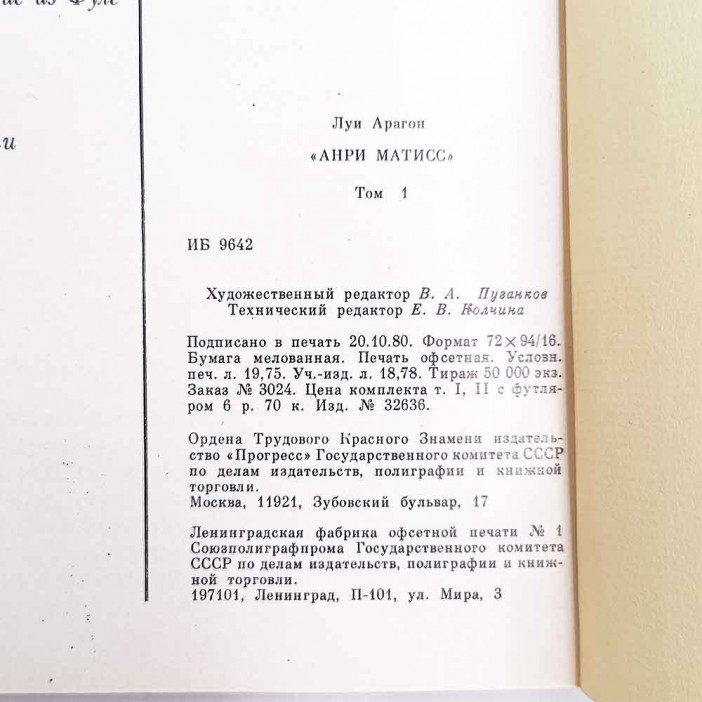 из Фуле
Луи Арагон
«АНРИ МАТИСС»
Том 1
ИБ 9642
Художественный редактор В. А. Пузанков
Технический редактор Е. В. Колчина
Подписано в печать 20.10.80. Формат 72×94/16.
Бумага мелованная. Печать офсетная. Условн.
печ. л. 19,75. Уч.-изд. л. 18,78. Тираж 50 000 экз.
Заказ № 3024. Цена комплекта т. I, II с футля-
ром 6 р. 70 к. Изд. № 32636.
Ордена Трудового Красного Знамени издатель-
ство «Прогресс» Государственного комитета СССР
по делам издательств, полиграфии и книжной
торговли.
Москва, 11921, Зубовский бульвар, 17
Ленинградская фабрика офсетной печати № 1
Союзполиграфпрома Государственного комитета
СССР по делам издательств, полиграфии и книж-
ной торговли.
197101, Ленинград, П-101, ул. Мира, 3